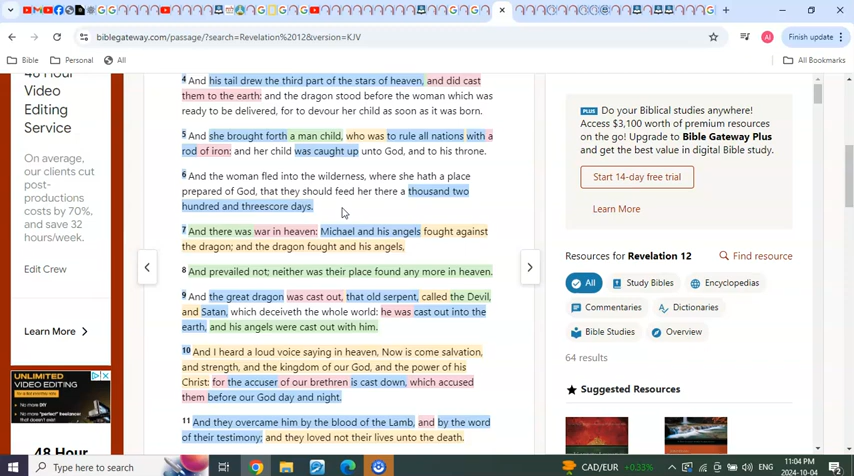 Finish update
biblegateway.com/passage/?search=Revelation%2012&version=KJV
AI
Bible
Personal
All
All Bookmarks
48 Hour
Video
Editing
Service
On average,
our clients cut
post-
productions
costs by 70%,
and save 32
hours/week.
Edit Crew
Learn More
UNLIMITED
VIDEO EDITING
for a flat monthly rate
No more DIY
No more "perfect" freelancer
that doesn't exist
48 Hour
4 And his tail drew the third part of the stars of heaven, and did cast
them to the earth: and the dragon stood before the woman which was
ready to be delivered, for to devour her child as soon as it was born.
5 And she brought forth a man child, who was to rule all nations with a
rod of iron: and her child was caught up unto God, and to his throne.
6 And the woman fled into the wilderness, where she hath a place
prepared of God, that they should feed her there a thousand two
hundred and threescore days.
7 And there was war in heaven: Michael and his angels fought against
the dragon; and the dragon fought and his angels,
8 And prevailed not; neither was their place found any more in heaven.
9 And the great dragon was cast out, that old serpent, called the Devil,
and Satan, which deceiveth the whole world: he was cast out into the
earth, and his angels were cast out with him.
10 And I heard a loud voice saying in heaven, Now is come salvation,
and strength, and the kingdom of our God, and the power of his
Christ: for the accuser of our brethren is cast down, which accused
them before our God day and night.
11 And they overcame him by the blood of the Lamb, and by the word
of their testimony; and they loved not their lives unto the death.
PLUS Do your Biblical studies anywhere!
Access $3,100 worth of premium resources
on the go! Upgrade to Bible Gateway Plus
and get the best value in digital Bible study.
Start 14-day free trial
Learn More
Resources for Revelation 12
Find resource
All
Study Bibles
Encyclopedias
Commentaries
Dictionaries
Bible Studies
Overview
64 results
Suggested Resources
Type here to search
CAD/EUR +0.33%
11:04 PM
2024-10-04
2